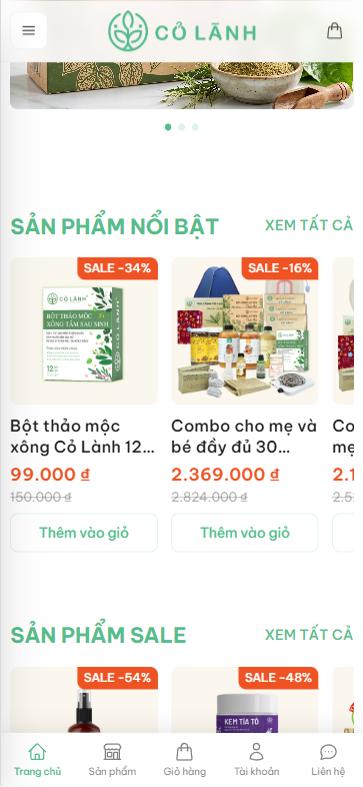 CỎ LÀNH
SẢN PHẨM NỔI BẬT
XEM TẤT CẢ
SALE -34%
SALE -16%
CỎ LÀNH
BỘT THẢO MỘC
XÔNG TẮM SAU SINH
Bột thảo mộc
xông Cỏ Lành 12...
99.000 ₫
150.000 ₫
Thêm vào giỏ
Combo cho mẹ và
bé đầy đủ 30...
2.369.000 ₫
2.824.000 ₫
Thêm vào giỏ
SẢN PHẨM SALE
XEM TẤT CẢ
SALE -54%
SALE -48%
KEM TÍA TÔ
Trang chủ
Sản phẩm
Giỏ hàng
Tài khoản
Liên hệ